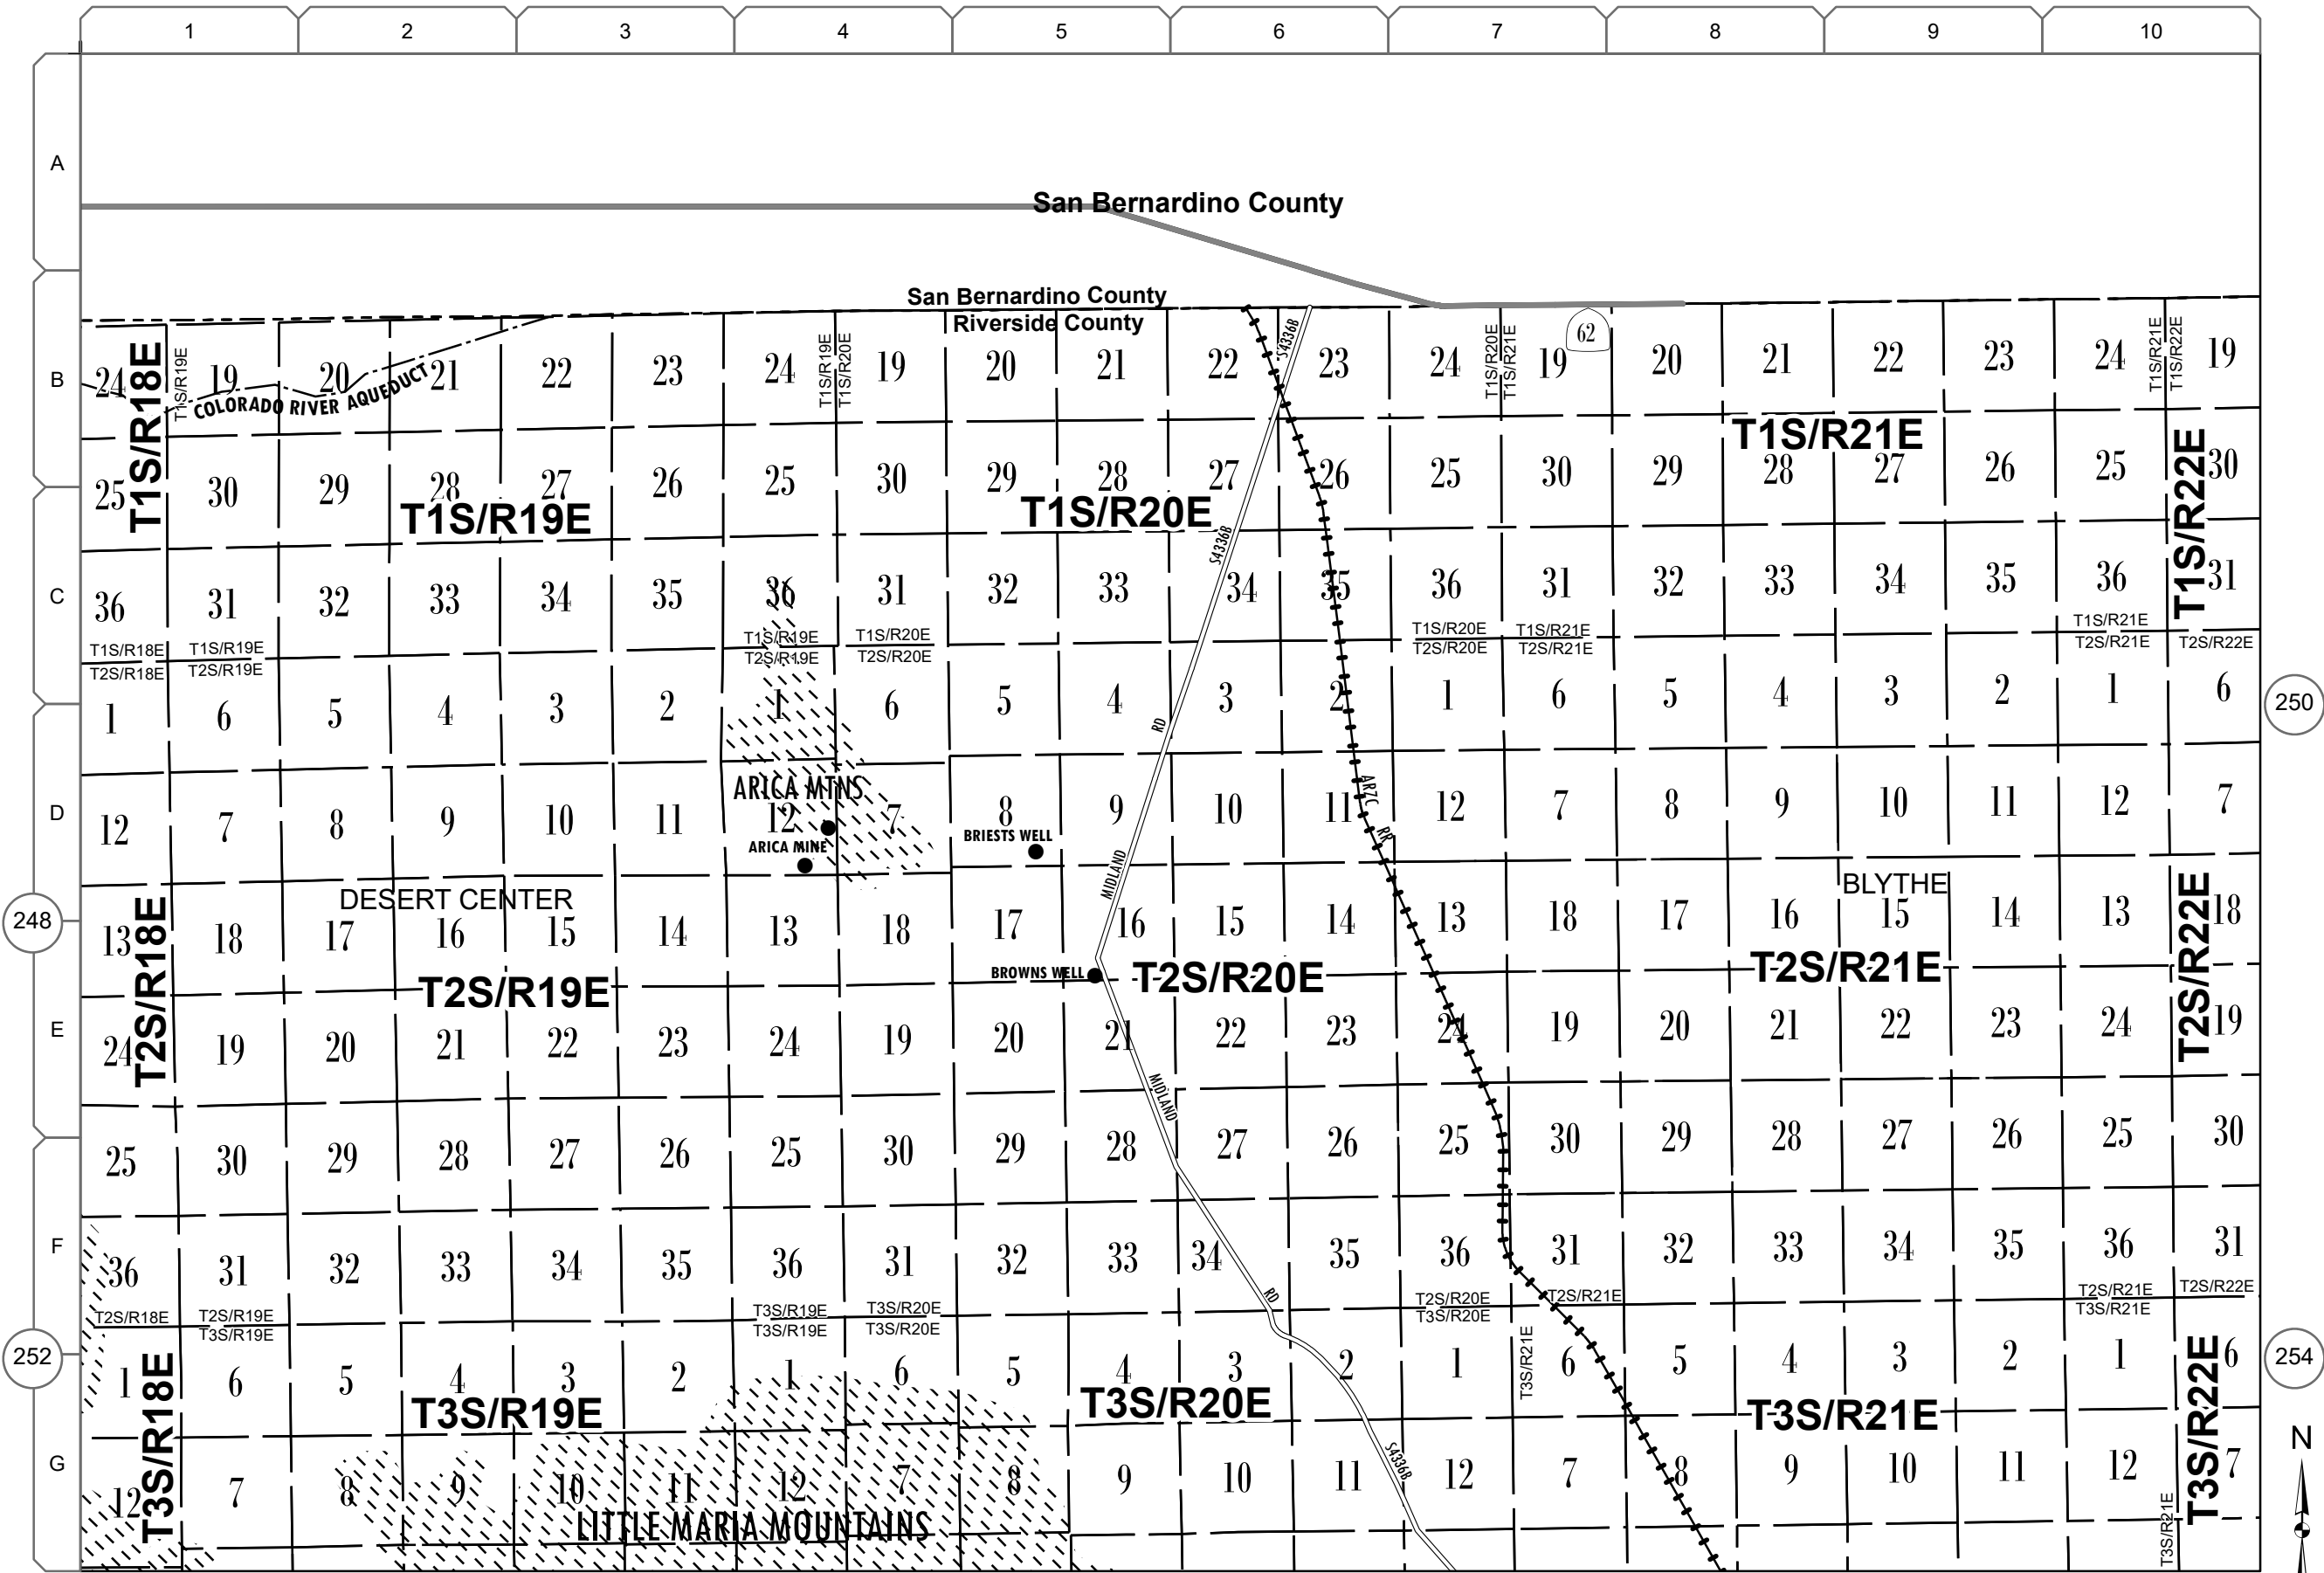 1 2 3 4 5 6 7 8 9 10
A
San Bernardino County
San Bernardino County
Riverside County
62
S4336B
T1S/R19E T1S/R19E T1S/R20E T1S/R20E T1S/R21E T1S/R21E T1S/R22E
B
24 19 20 21 22 23 24 19 20 21 22 23 24 19 20 21 22 23 24 19
COLORADO RIVER AQUEDUCT
T1S/R18E
T1S/R21E
25 30 29 28 27 26 25 30 29 28 27 26 25 30 29 28 27 26 25 30
T1S/R19E
T1S/R20E
T1S/R22E
S4336B
C
36 31 32 33 34 35 36 31 32 33 34 35 36 31 32 33 34 35 36 31
T1S/R18E T1S/R19E T1S/R19E T1S/R20E T1S/R20E T1S/R21E T1S/R21E
T2S/R18E T2S/R19E T2S/R19E T2S/R20E T2S/R20E T2S/R21E T2S/R21E T2S/R22E
1 6 5 4 3 2 1 6 5 4 3 2 1 6 5 4 3 2 1 6
250
RD
ARICA MTNS
ARZC
RR
D
12 7 8 9 10 11 12 7 8 9 10 11 12 7 8 9 10 11 12 7
BRIESTS WELL
ARICA MINE
MIDLAND
DESERT CENTER
BLYTHE
248
13 18 17 16 15 14 13 18 17 16 15 14 13 18 17 16 15 14 13 18
BROWNS WELL
T2S/R18E
T2S/R19E
T2S/R20E
T2S/R21E
T2S/R22E
E
24 19 20 21 22 23 24 19 20 21 22 23 24 19 20 21 22 23 24 19
MIDLAND
25 30 29 28 27 26 25 30 29 28 27 26 25 30 29 28 27 26 25 30
F
36 31 32 33 34 35 36 31 32 33 34 35 36 31 32 33 34 35 36 31
RD
T2S/R18E T2S/R19E T3S/R19E T3S/R20E T2S/R20E T2S/R21E T2S/R21E T2S/R22E
T3S/R19E T3S/R19E T3S/R20E T3S/R20E T3S/R21E
T3S/R21E
252
254
1 6 5 4 3 2 1 6 5 4 3 2 1 6 5 4 3 2 1 6
T3S/R18E
T3S/R19E
T3S/R20E
T3S/R21E
T3S/R22E
S4336B
N
G
12 7 8 9 10 11 12 7 8 9 10 11 12 7 8 9 10 11 12 7
LITTLE MARIA MOUNTAINS
T3S/R21E